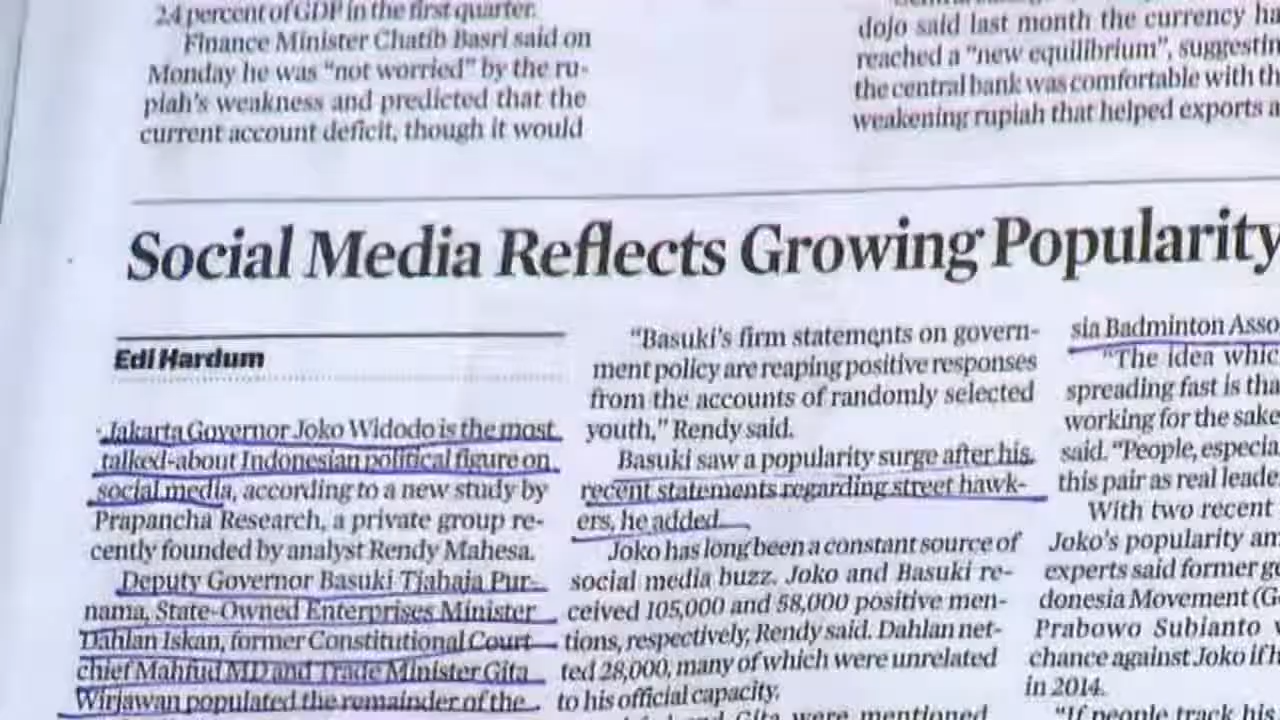 2.4 percent of GDP in the first quarter.
Finance Minister Chatib Basri said on
Monday he was “not worried” by the ru-
piah’s weakness and predicted that the
current account deficit, though it would
dojo said last month the currency ha
reached a “new equilibrium”, suggestin
the central bank was comfortable with th
weakening rupiah that helped exports a
Social Media Reflects Growing Popularity
Edi Hardum
Jakarta Governor Joko Widodo is the most
talked-about Indonesian political figure on
social media, according to a new study by
Prapancha Research, a private group re-
cently founded by analyst Rendy Mahesa.
Deputy Governor Basuki Tjahaja Pur-
nama, State-Owned Enterprises Minister
Dahlan Iskan, former Constitutional Court
chief Mahfud MD and Trade Minister Gita
Wirjawan populated the remainder of the
“Basuki’s firm statements on govern-
ment policy are reaping positive responses
from the accounts of randomly selected
youth,” Rendy said.
Basuki saw a popularity surge after his
recent statements regarding street hawk-
ers, he added.
Joko has long been a constant source of
social media buzz. Joko and Basuki re-
ceived 105,000 and 58,000 positive men-
tions, respectively, Rendy said. Dahlan net-
ted 28,000, many of which were unrelated
to his official capacity.
and Gita were mentioned
sia Badminton Asso
“The idea whic
spreading fast is tha
working for the sake
said. “People, especia
this pair as real leade
With two recent
Joko’s popularity an
experts said former ge
donesia Movement (G
Prabowo Subianto w
chance against Joko if h
in 2014.
“If people track his